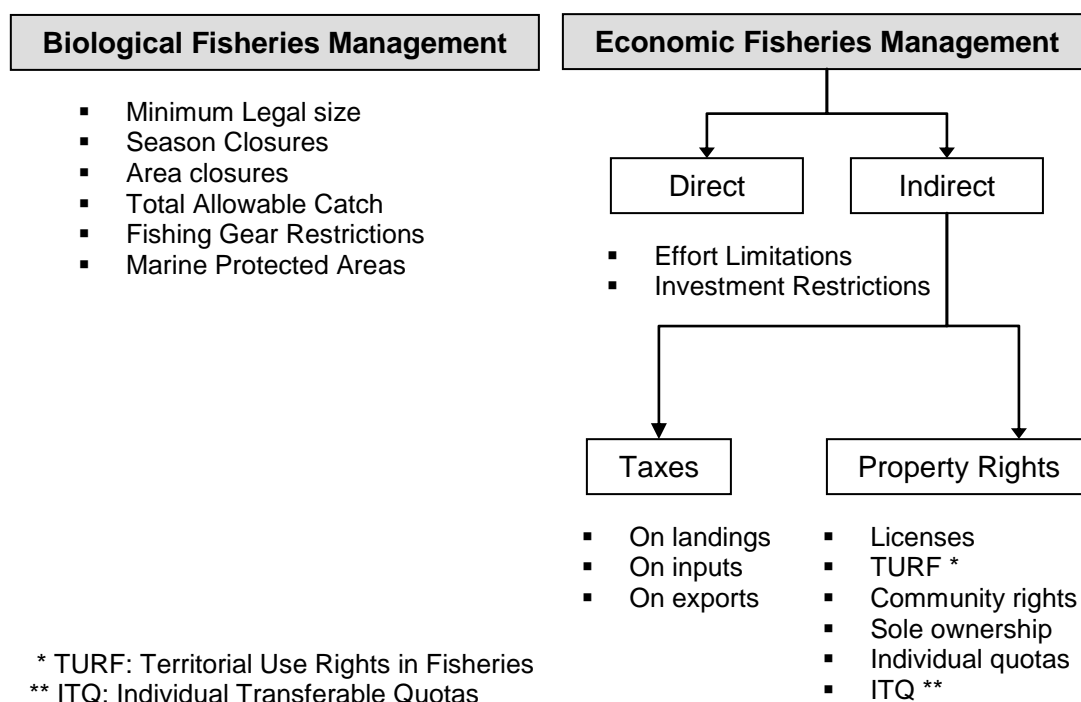 Biological Fisheries Management
▪ Minimum Legal size
▪ Season Closures
▪ Area closures
▪ Total Allowable Catch
▪ Fishing Gear Restrictions
▪ Marine Protected Areas
Economic Fisheries Management
Direct
Indirect
▪ Effort Limitations
▪ Investment Restrictions
Taxes
Property Rights
▪ On landings
▪ On inputs
▪ On exports
▪ Licenses
▪ TURF *
▪ Community rights
▪ Sole ownership
▪ Individual quotas
▪ ITQ **
* TURF: Territorial Use Rights in Fisheries
** ITQ: Individual Transferable Quotas